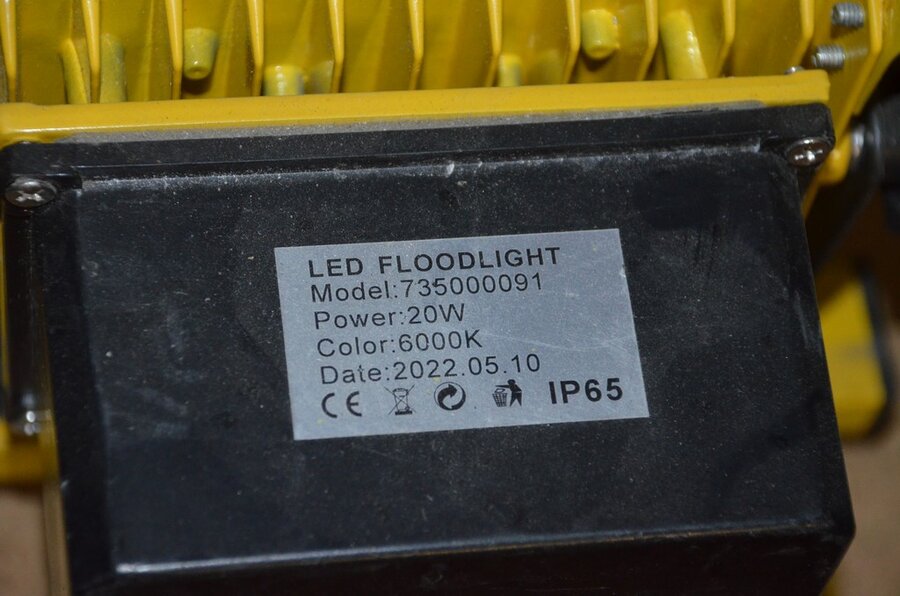 LED FLOODLIGHT
Model:735000091
Power:20W
Color:6000K
Date:2022.05.10
CE IP65